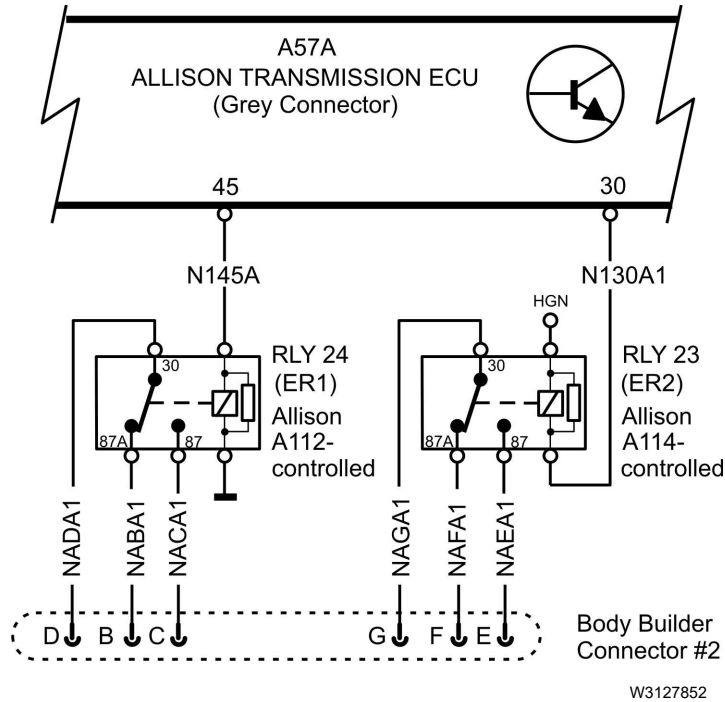 A57A
ALLISON TRANSMISSION ECU
(Grey Connector)
45
30
N145A
N130A1
HGN
30
RLY 24
(ER1)
Allison
A112-
controlled
87A
87
30
RLY 23
(ER2)
Allison
A114-
controlled
87A
87
NADA1
NABA1
NACA1
NAGA1
NAFA1
NAEA1
D
B
C
G
F
E
Body Builder
Connector #2
W3127852